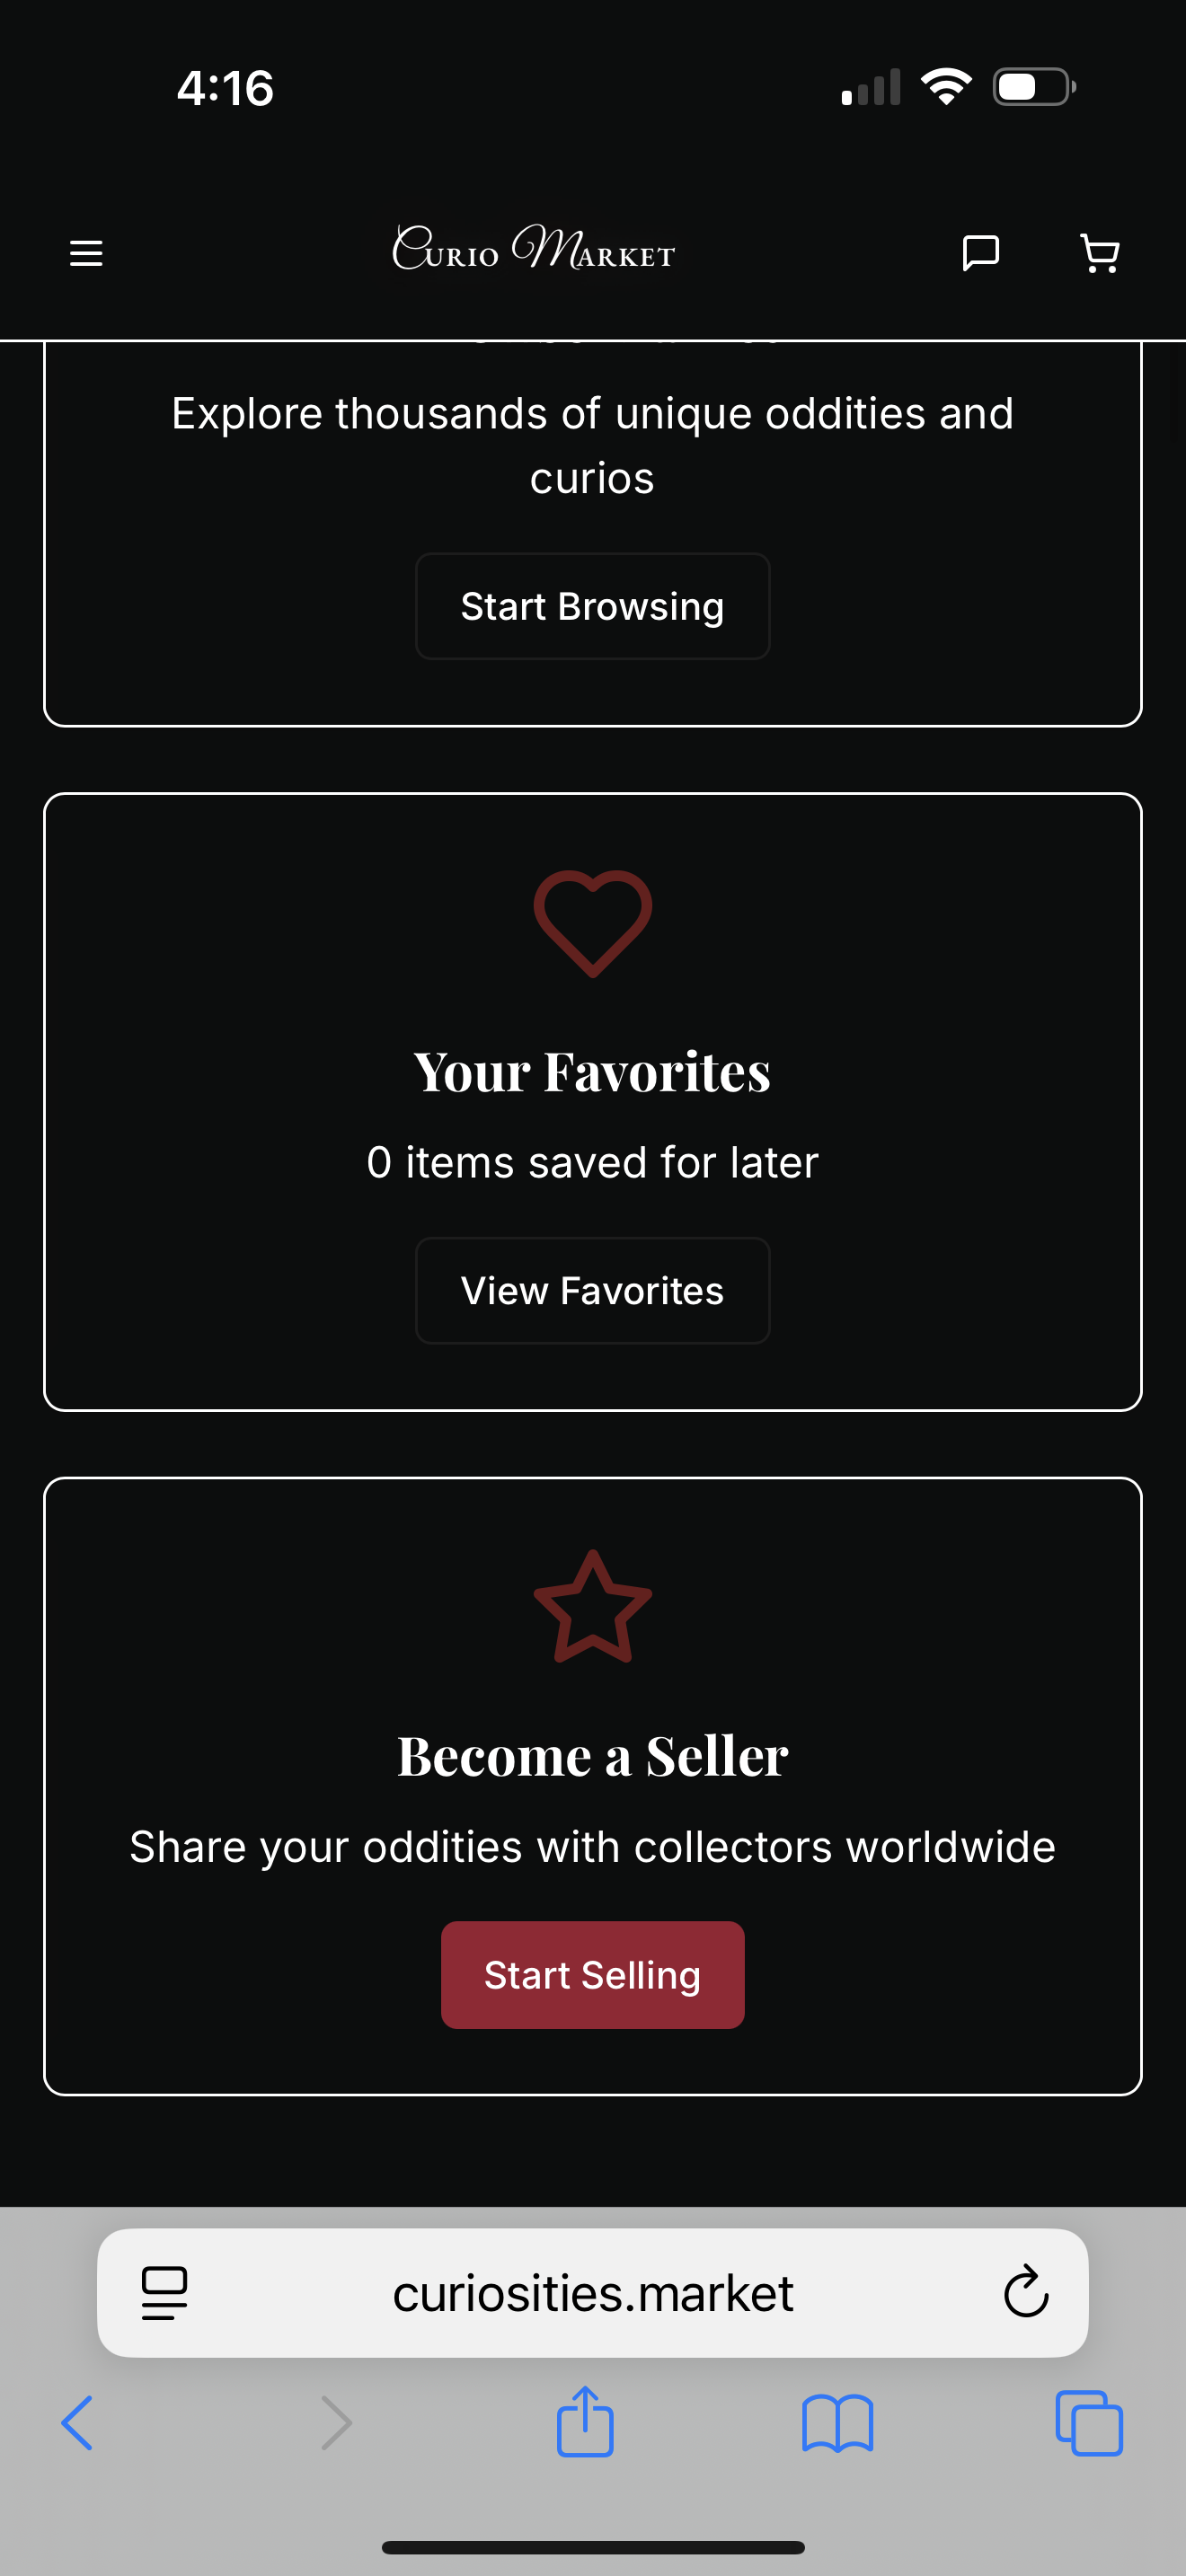 4:16
Curio Market
Explore thousands of unique oddities and
curios
Start Browsing
Your Favorites
0 items saved for later
View Favorites
Become a Seller
Share your oddities with collectors worldwide
Start Selling
curiosities.market